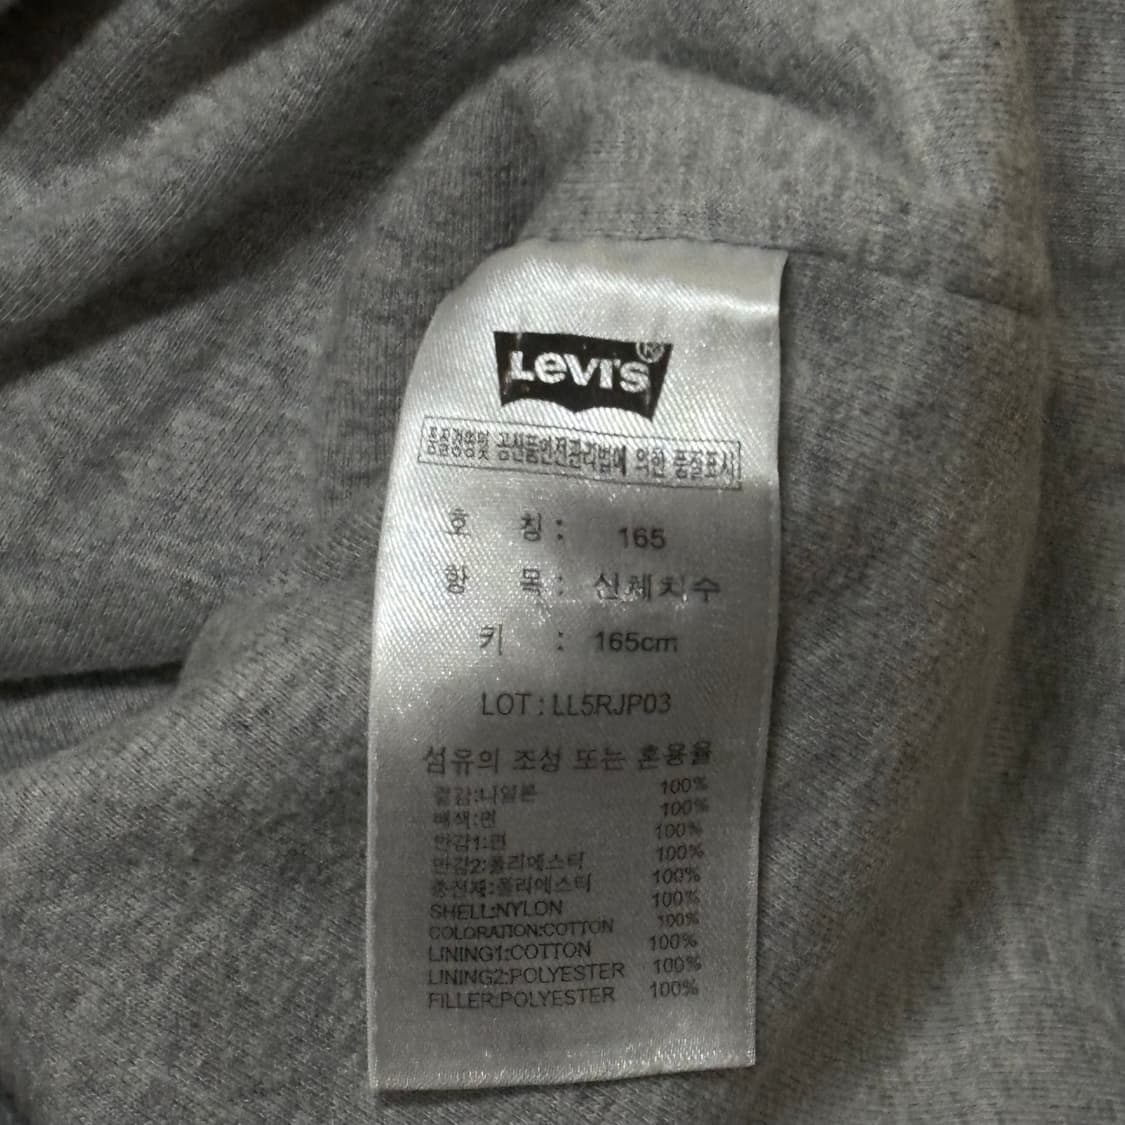 LEVI'S®
품질경영및 공산품안전관리법에 의한 품질표시
호 칭 : 165
항 목 : 신체치수
키 : 165cm
LOT : LL5RJP03
섬유의 조성 또는 혼용율
겉감:나일론 100%
배색:면 100%
안감1:면 100%
안감2:폴리에스터 100%
충전재:폴리에스터 100%
SHELL:NYLON 100%
COLORATION:COTTON 100%
LINING1:COTTON 100%
LINING2:POLYESTER 100%
FILLER:POLYESTER 100%